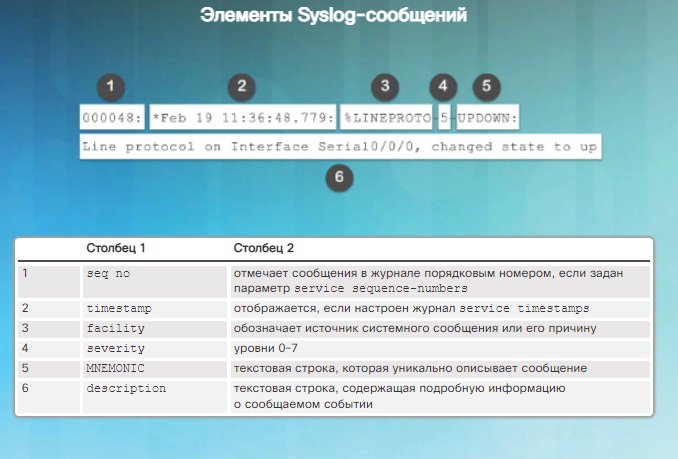 Элементы Syslog-сообщений
1 2 3 4 5
000048: *Feb 19 11:36:48.779: %LINEPROTO-5-UPDOWN:
Line protocol on Interface Serial0/0/0, changed state to up
6
Столбец 1 Столбец 2
1 seq no отмечает сообщения в журнале порядковым номером, если задан
параметр service sequence-numbers
2 timestamp отображается, если настроен журнал service timestamps
3 facility обозначает источник системного сообщения или его причину
4 severity уровни 0–7
5 MNEMONIC текстовая строка, которая уникально описывает сообщение
6 description текстовая строка, содержащая подробную информацию
о сообщаемом событии